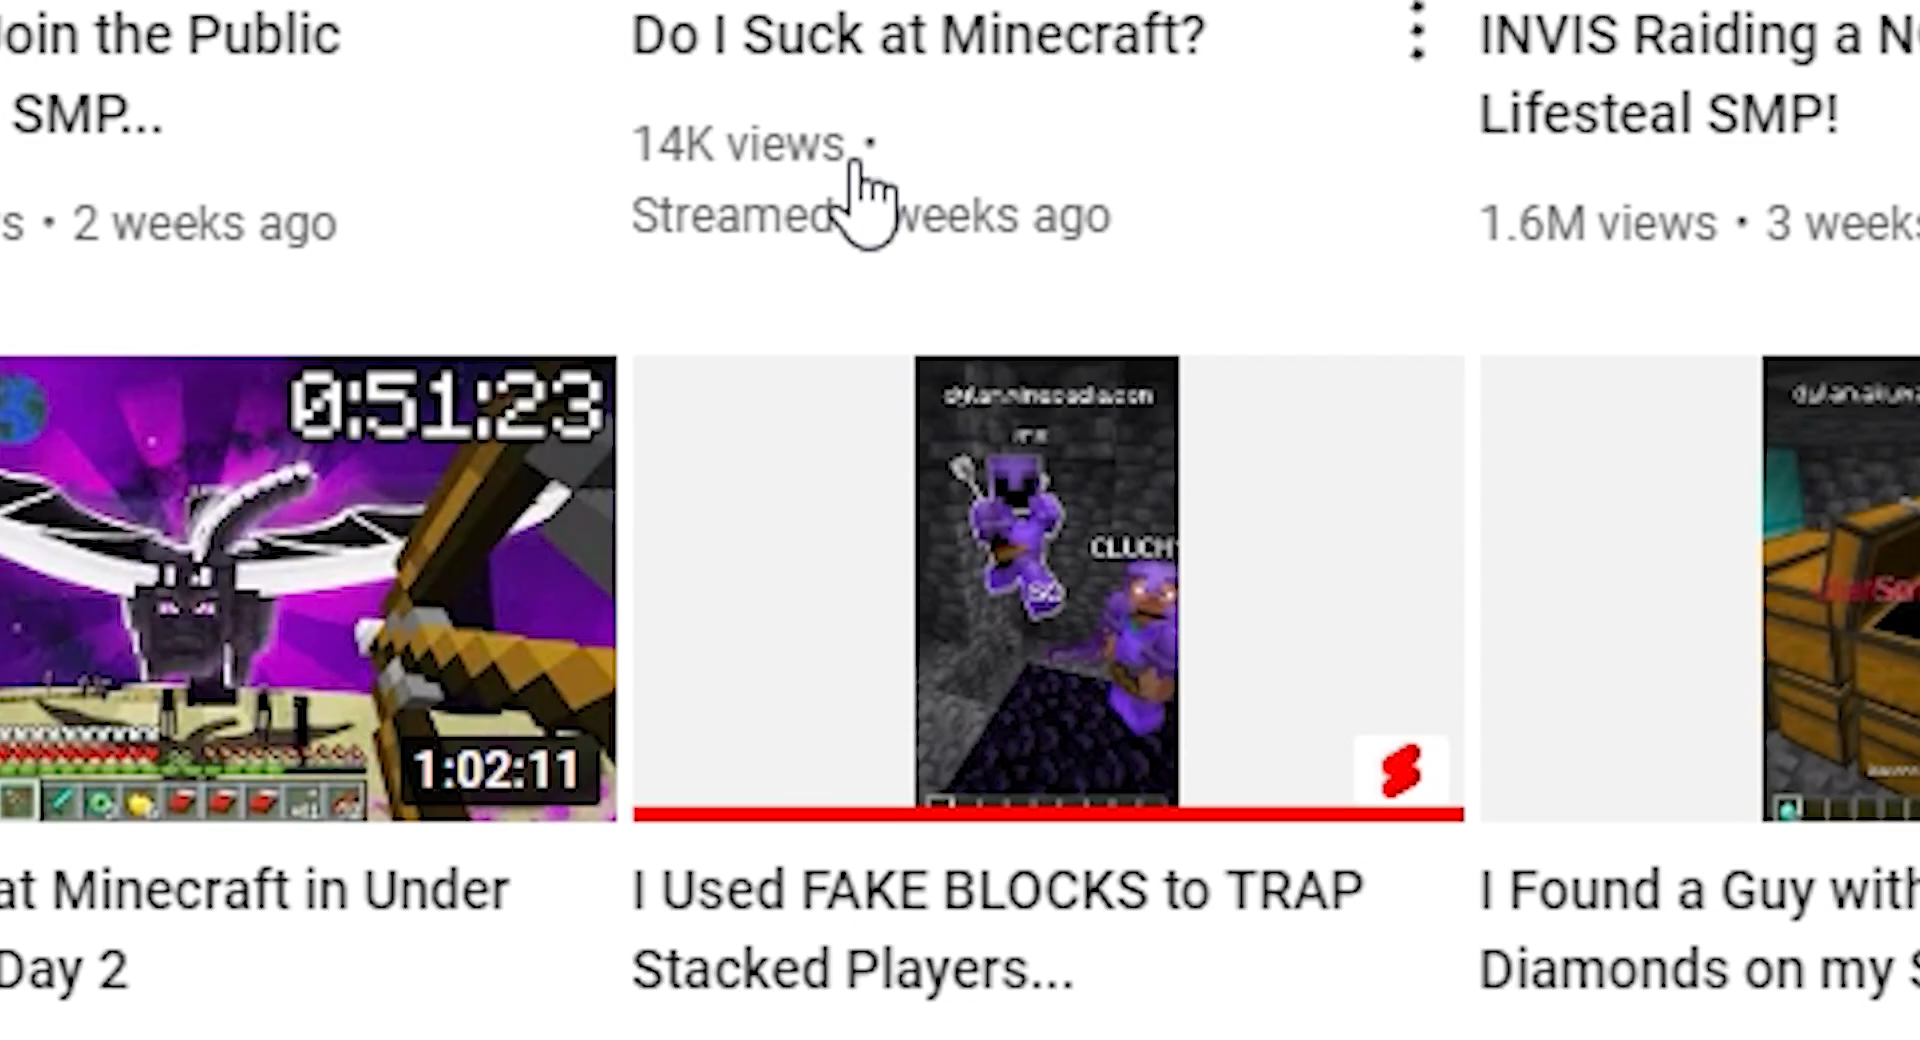 Join the Public
SMP...
s • 2 weeks ago
Do I Suck at Minecraft?
14K views •
Streamed weeks ago
INVIS Raiding a N
Lifesteal SMP!
1.6M views • 3 weeks
0:51:23
1:02:11
at Minecraft in Under
Day 2
CLUCH
I Used FAKE BLOCKS to TRAP
Stacked Players...
I Found a Guy with
Diamonds on my S